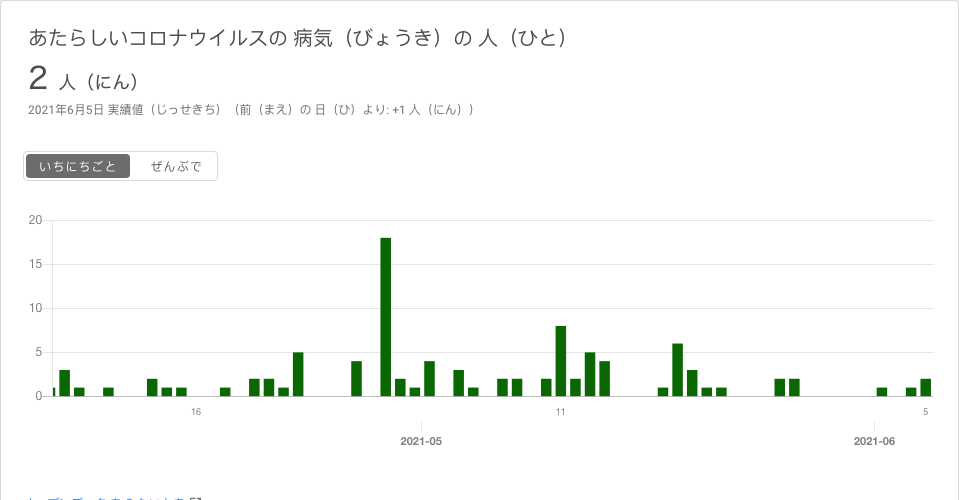 あたらしいコロナウイルスの 病気（びょうき）の 人（ひと）
2 人（にん）
2021年6月5日 実績値（じっせきち）（前（まえ）の 日（ひ）より: +1 人（にん））
いちにちごと ぜんぶで
20
15
10
5
0
16 11 5
2021-05 2021-06